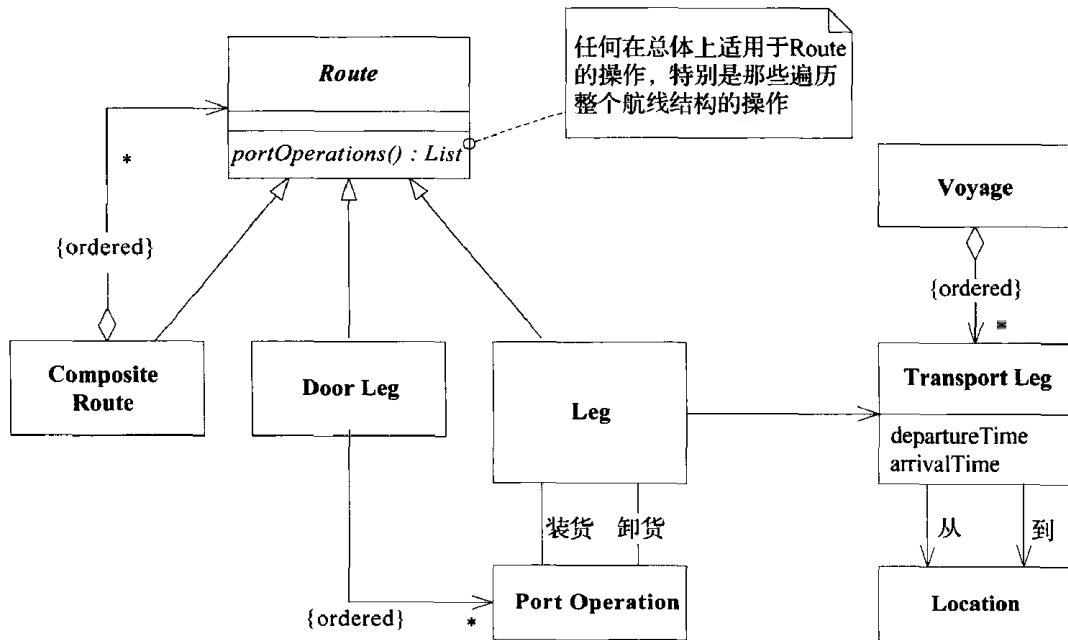 Route
portOperations() : List
任何在总体上适用于Route
的操作，特别是那些遍历
整个航线结构的操作
*
{ordered}
Voyage
{ordered}
*
Composite
Route
Door Leg
Leg
Transport Leg
departureTime
arrivalTime
装货
卸货
从
到
{ordered}
*
Port Operation
Location